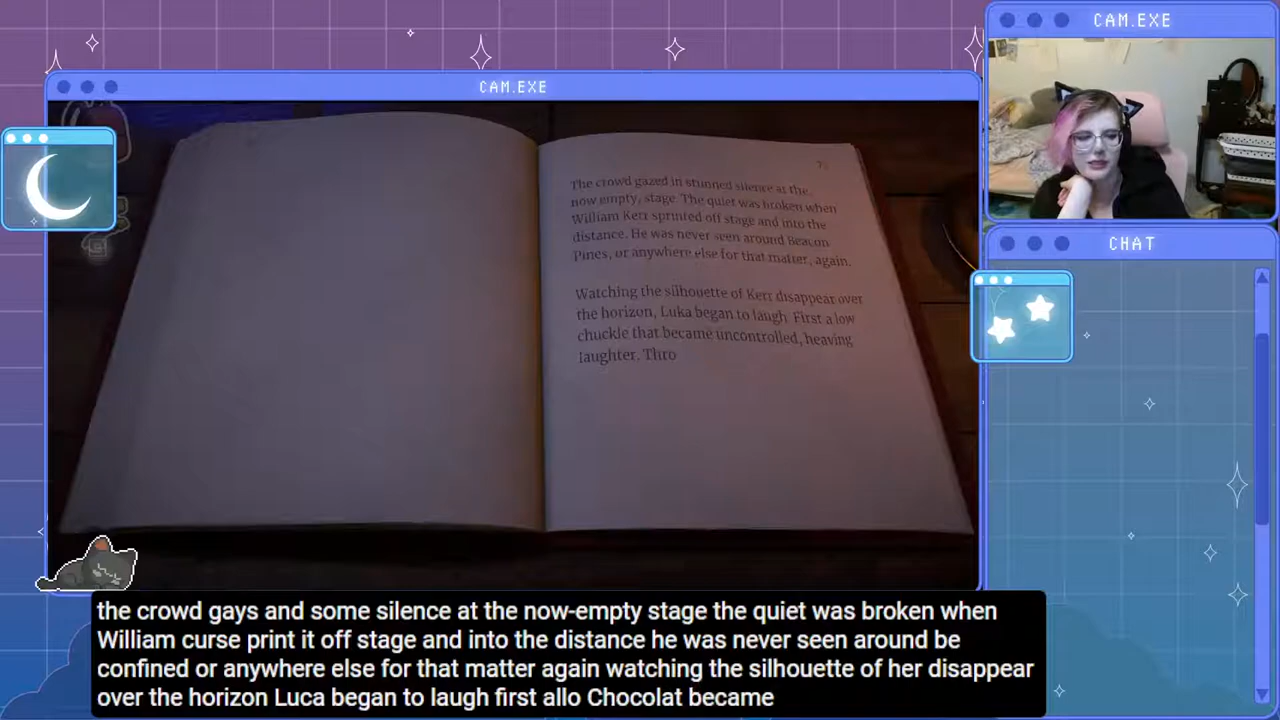 CAM.EXE
CAM.EXE
The crowd gazed in stunned silence at the
now empty, stage. The quiet was broken when
William Kerr sprinted off stage and into the
distance. He was never seen around Beacon
Pines, or anywhere else for that matter, again.
Watching the silhouette of Kerr disappear over
the horizon, Luka began to laugh. First a low
chuckle that became uncontrolled, heaving
laughter. Thro
CHAT
the crowd gays and some silence at the now-empty stage the quiet was broken when
William curse print it off stage and into the distance he was never seen around be
confined or anywhere else for that matter again watching the silhouette of her disappear
over the horizon Luca began to laugh first allo Chocolat became